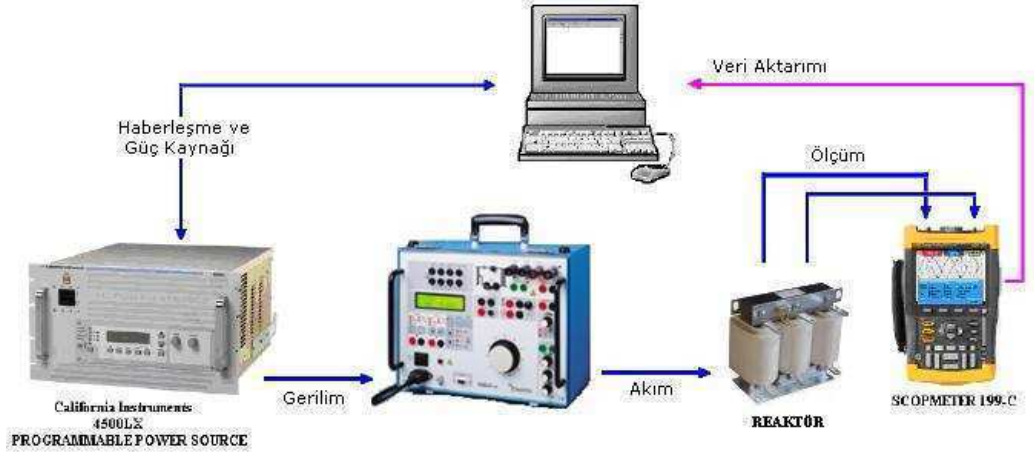 Veri Aktarımı
Haberleşme ve
Güç Kaynağı
Ölçüm
Gerilim
Akım
California Instruments
4500LX
PROGRAMMABLE POWER SOURCE
REAKTÖR
SCOPMETER 199-C